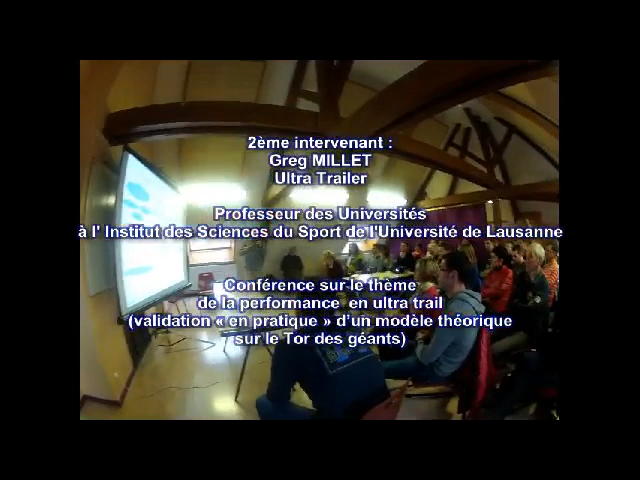 2ème intervenant :
Greg MILLET
Ultra Trailer
Professeur des Universités
à l' Institut des Sciences du Sport de l'Université de Lausanne
Conférence sur le thème
de la performance  en ultra trail
(validation « en pratique » d'un modèle théorique
sur le Tor des géants)